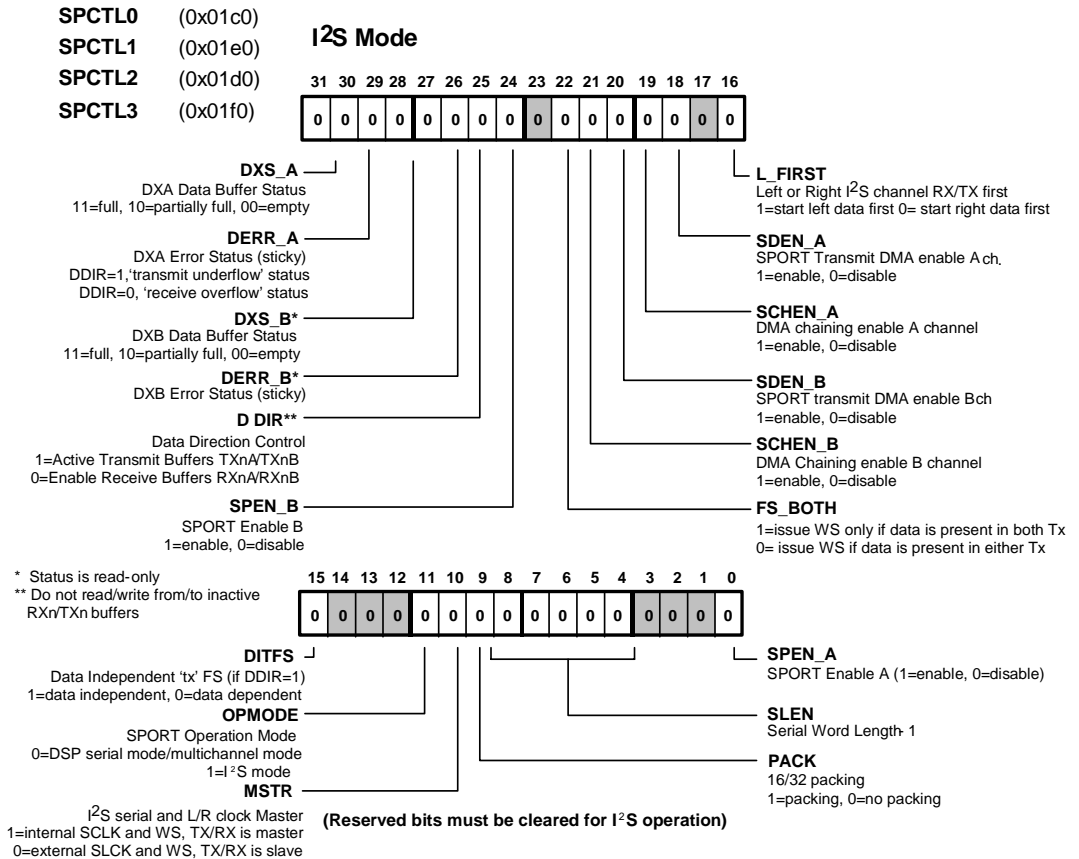 SPCTL0 (0x01c0)
SPCTL1 (0x01e0)
SPCTL2 (0x01d0)
SPCTL3 (0x01f0)
I2S Mode
31 30 29 28 27 26 25 24 23 22 21 20 19 18 17 16
0 0 0 0 0 0 0 0 0 0 0 0 0 0 0 0
DXS_A
DXA Data Buffer Status
11=full, 10=partially full, 00=empty
DERR_A
DXA Error Status (sticky)
DDIR=1,‘transmit underflow’ status
DDIR=0, ‘receive overflow’ status
DXS_B*
DXB Data Buffer Status
11=full, 10=partially full, 00=empty
DERR_B*
DXB Error Status (sticky)
D DIR**
Data Direction Control
1=Active Transmit Buffers TXnA/TXnB
0=Enable Receive Buffers RXnA/RXnB
SPEN_B
SPORT Enable B
1=enable, 0=disable
L_FIRST
Left or Right I2S channel RX/TX first
1=start left data first 0= start right data first
SDEN_A
SPORT Transmit DMA enable A ch.
1=enable, 0=disable
SCHEN_A
DMA chaining enable A channel
1=enable, 0=disable
SDEN_B
SPORT transmit DMA enable Bch
1=enable, 0=disable
SCHEN_B
DMA Chaining enable B channel
1=enable, 0=disable
FS_BOTH
1=issue WS only if data is present in both Tx
0= issue WS if data is present in either Tx
* Status is read-only
** Do not read/write from/to inactive
RXn/TXn buffers
15 14 13 12 11 10 9 8 7 6 5 4 3 2 1 0
0 0 0 0 0 0 0 0 0 0 0 0 0 0 0 0
DITFS
Data Independent ‘tx’ FS (if DDIR=1)
1=data independent, 0=data dependent
OPMODE
SPORT Operation Mode
0=DSP serial mode/multichannel mode
1=I2S mode
MSTR
I2S serial and L/R clock Master
1=internal SCLK and WS, TX/RX is master
0=external SLCK and WS, TX/RX is slave
SPEN_A
SPORT Enable A (1=enable, 0=disable)
SLEN
Serial Word Length- 1
PACK
16/32 packing
1=packing, 0=no packing
(Reserved bits must be cleared for I2S operation)